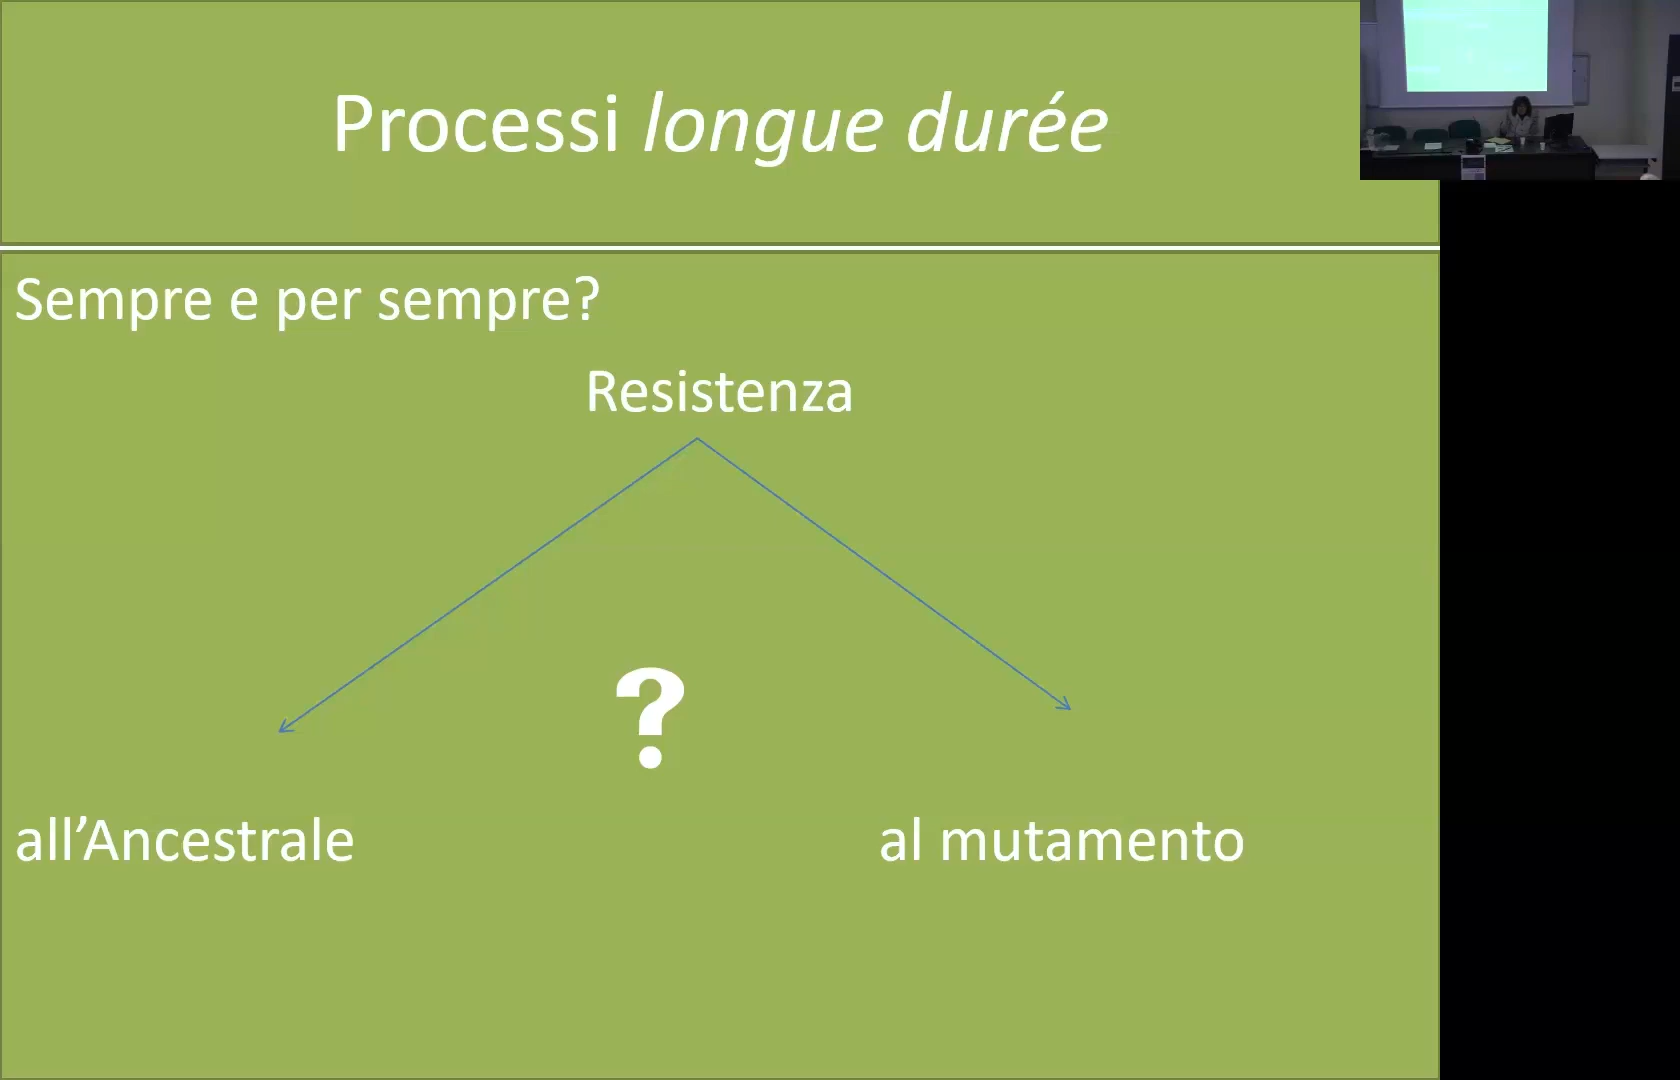 Processi longue durée
Sempre e per sempre?
Resistenza
?
all’Ancestrale
al mutamento